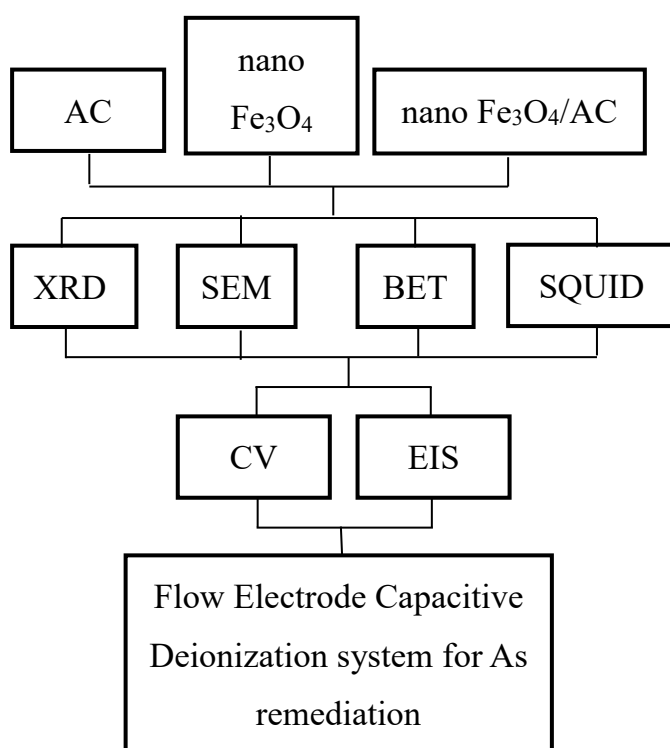 AC
nano
Fe₃O₄
nano Fe₃O₄/AC
XRD
SEM
BET
SQUID
CV
EIS
Flow Electrode Capacitive
Deionization system for As
remediation